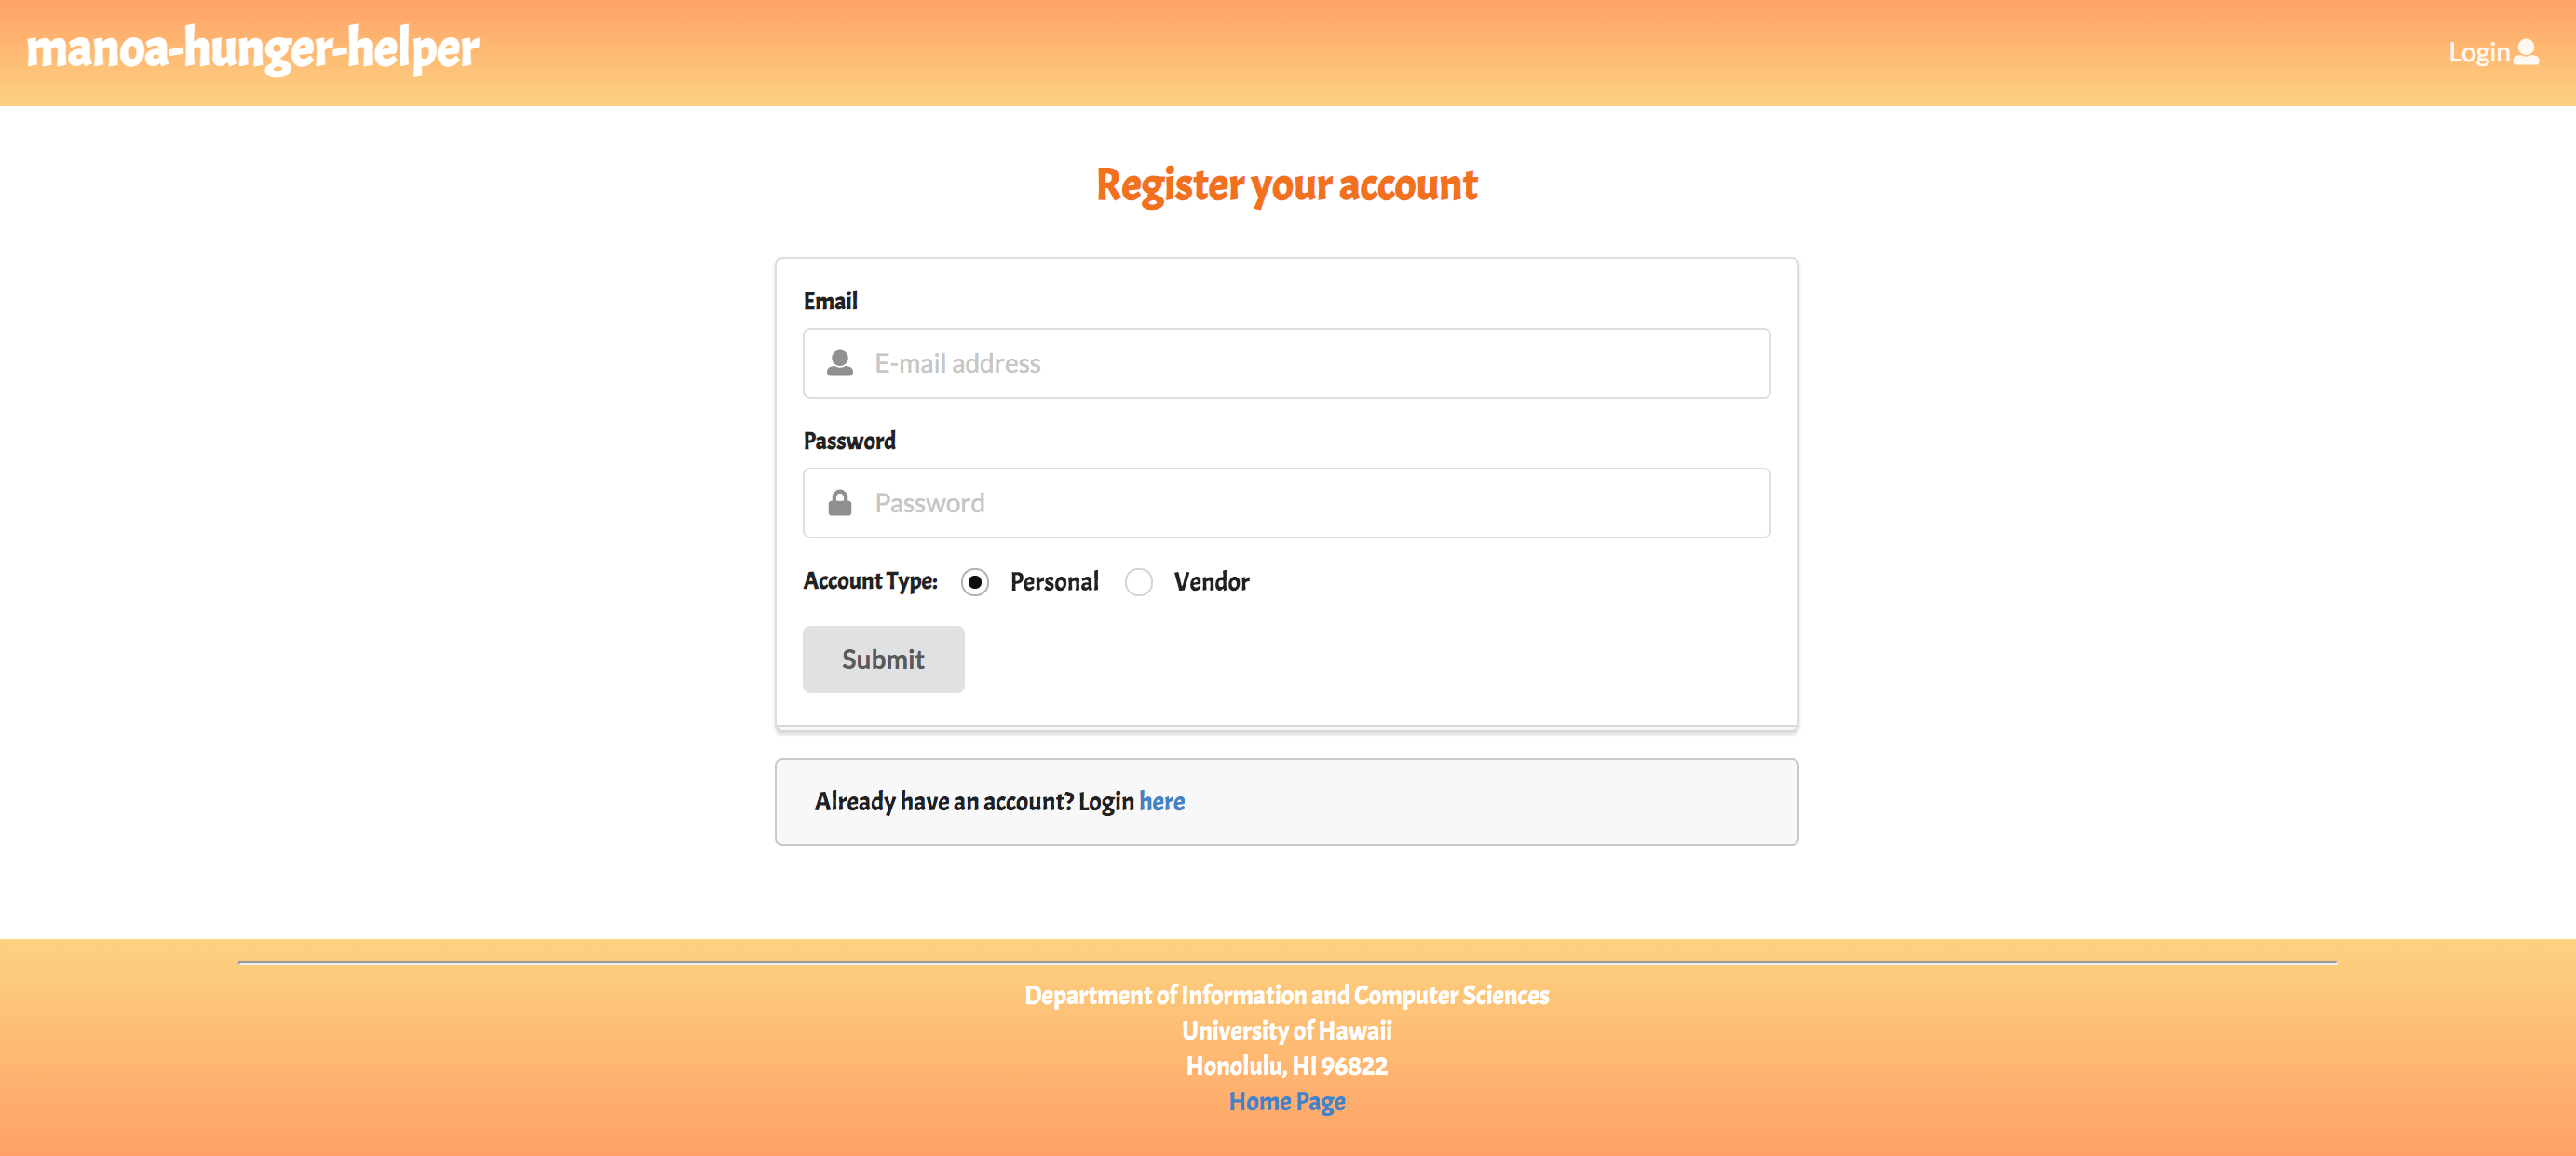 manoa-hunger-helper
Login
Register your account
Email
E-mail address
Password
Password
Account Type: Personal Vendor
Submit
Already have an account? Login here
Department of Information and Computer Sciences
University of Hawaii
Honolulu, HI 96822
Home Page